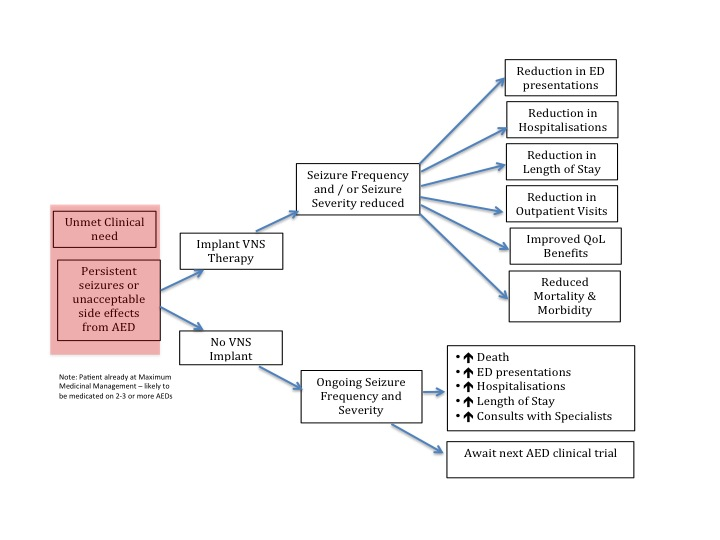 Unmet Clinical
need
Persistent
seizures or
unacceptable
side effects
from AED
Note: Patient already at Maximum
Medicinal Management – likely to
be medicated on 2-3 or more AEDs
Implant VNS
Therapy
No VNS
Implant
Seizure Frequency
and / or Seizure
Severity reduced
Ongoing Seizure
Frequency and
Severity
Reduction in ED
presentations
Reduction in
Hospitalisations
Reduction in
Length of Stay
Reduction in
Outpatient Visits
Improved QoL
Benefits
Reduced
Mortality &
Morbidity
• 🡅 Death
• 🡅 ED presentations
• 🡅 Hospitalisations
• 🡅 Length of Stay
• 🡅 Consults with Specialists
Await next AED clinical trial